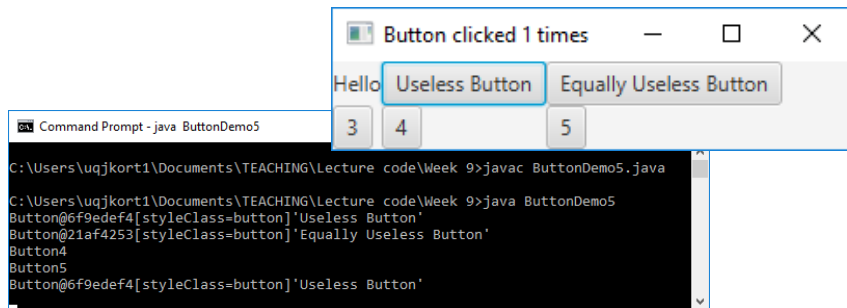 Button clicked 1 times
Hello Useless Button Equally Useless Button
3 4 5
Command Prompt - java ButtonDemo5
C:\Users\uqjkort1\Documents\TEACHING\Lecture code\Week 9>javac ButtonDemo5.java
C:\Users\uqjkort1\Documents\TEACHING\Lecture code\Week 9>java ButtonDemo5
Button@6f9edef4[styleClass=button]'Useless Button'
Button@21af4253[styleClass=button]'Equally Useless Button'
Button4
Button5
Button@6f9edef4[styleClass=button]'Useless Button'